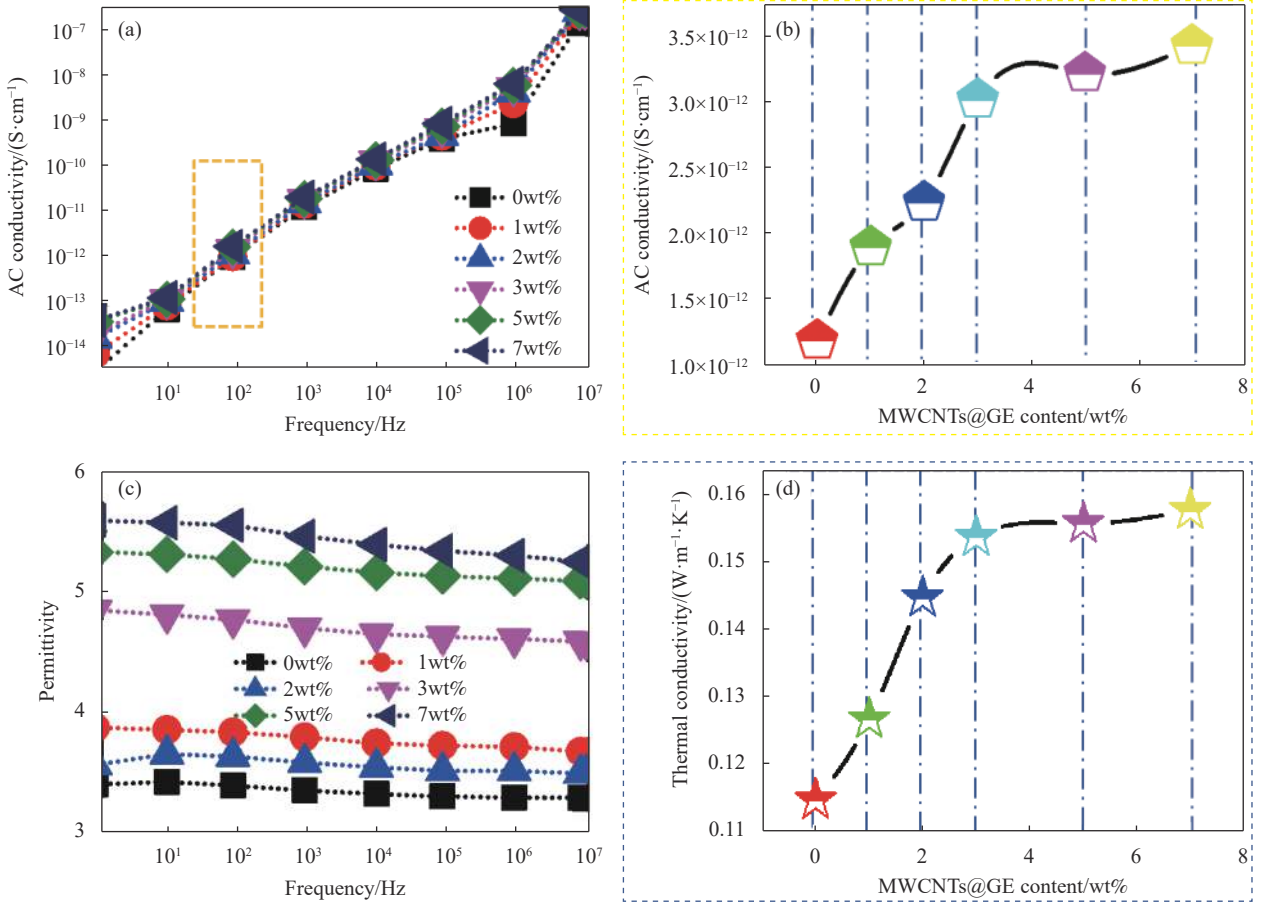 (a)
10⁻⁷
10⁻⁸
10⁻⁹
10⁻¹⁰
10⁻¹¹
10⁻¹²
10⁻¹³
10⁻¹⁴
AC conductivity/(S·cm⁻¹)
0wt%
1wt%
2wt%
3wt%
5wt%
7wt%
10¹ 10² 10³ 10⁴ 10⁵ 10⁶ 10⁷
Frequency/Hz
(b)
3.5×10⁻¹²
3.0×10⁻¹²
2.5×10⁻¹²
2.0×10⁻¹²
1.5×10⁻¹²
1.0×10⁻¹²
AC conductivity/(S·cm⁻¹)
0 2 4 6 8
MWCNTs@GE content/wt%
(c)
6
5
4
3
Permittivity
0wt% 1wt%
2wt% 3wt%
5wt% 7wt%
10¹ 10² 10³ 10⁴ 10⁵ 10⁶ 10⁷
Frequency/Hz
(d)
0.16
0.15
0.14
0.13
0.12
0.11
Thermal conductivity/(W·m⁻¹·K⁻¹)
0 2 4 6 8
MWCNTs@GE content/wt%